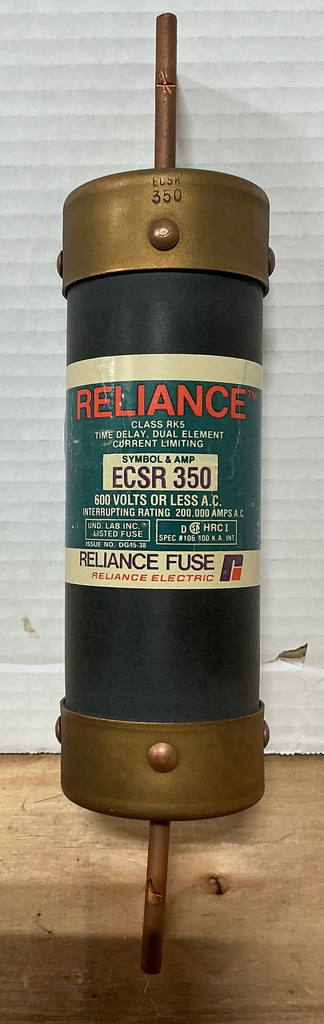 ECSR
350
RELIANCE™
CLASS RK5
TIME DELAY, DUAL ELEMENT
CURRENT LIMITING
SYMBOL & AMP
ECSR 350
600 VOLTS OR LESS A.C.
INTERRUPTING RATING 200,000 AMPS A.C.
UND. LAB INC.®
LISTED FUSE
ISSUE NO. DG45-38
D HRC I
SPEC #106 100 K.A. INT.
RELIANCE FUSE
RELIANCE ELECTRIC